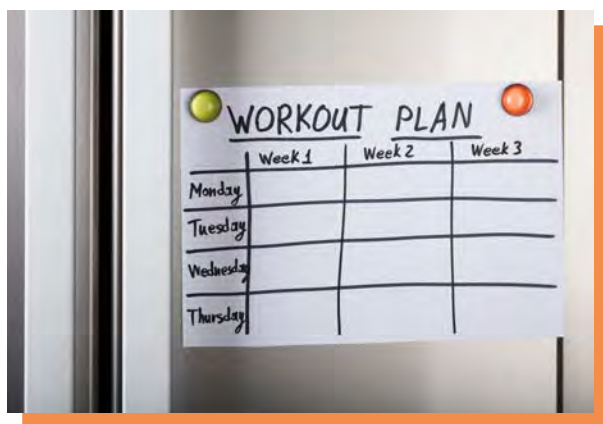 WORKOUT PLAN
Week 1 Week 2 Week 3
Monday
Tuesday
Wednesday
Thursday